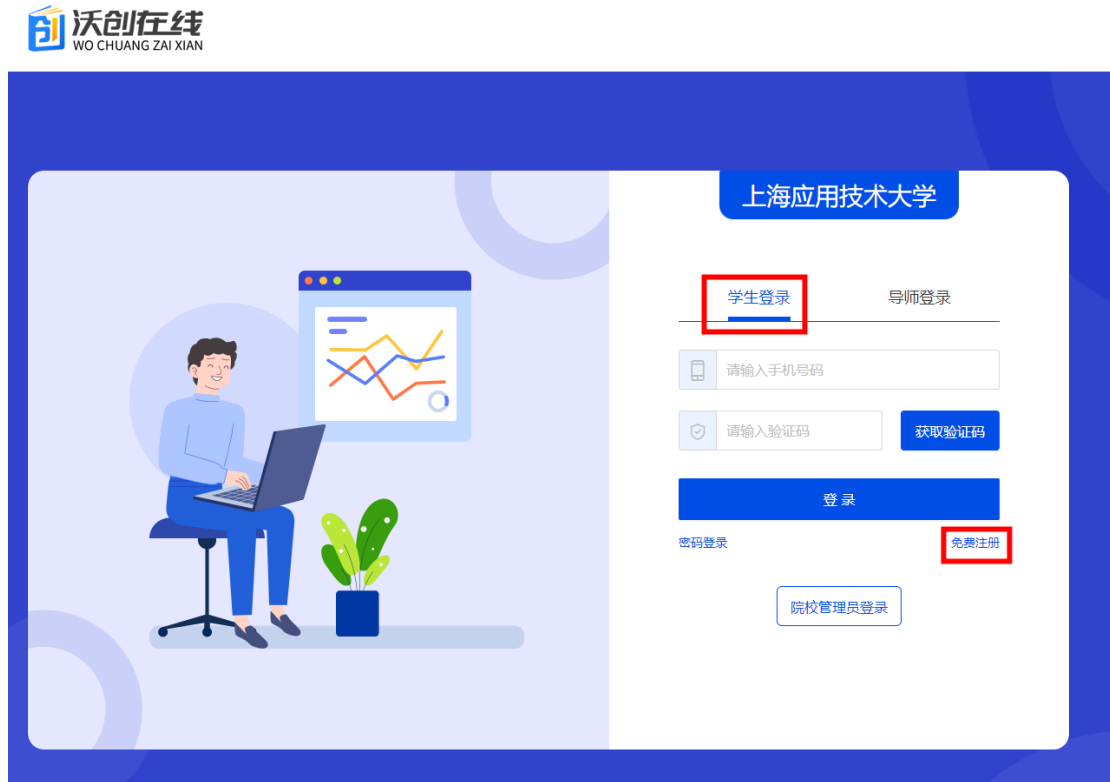 沃创在线
WO CHUANG ZAI XIAN
上海应用技术大学
学生登录
导师登录
请输入手机号码
请输入验证码
获取验证码
登录
密码登录
免费注册
院校管理员登录